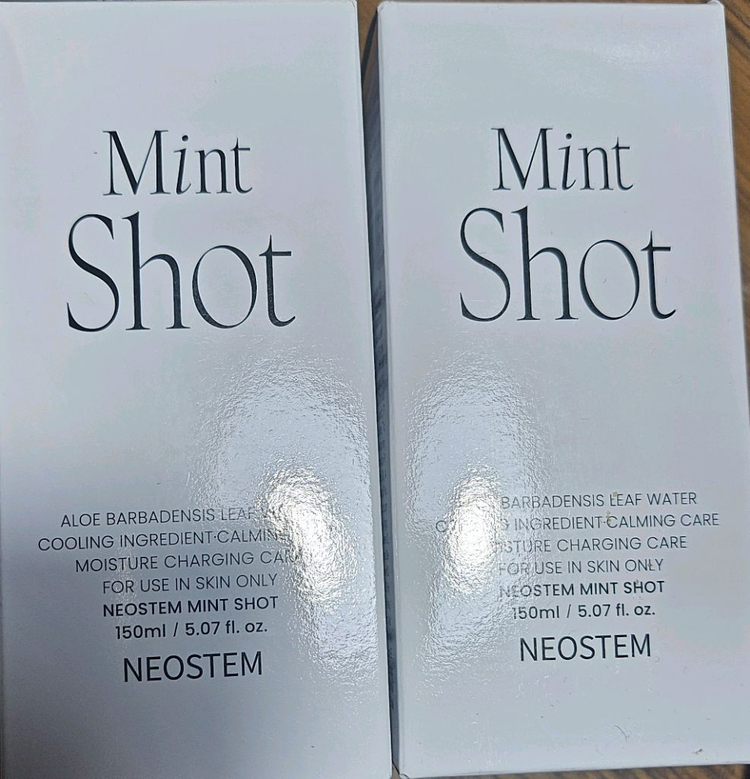 Mint
Shot
ALOE BARBADENSIS LEAF
COOLING INGREDIENT·CALMING
MOISTURE CHARGING CARE
FOR USE IN SKIN ONLY
NEOSTEM MINT SHOT
150ml / 5.07 fl. oz.
NEOSTEM
Mint
Shot
BARBADENSIS LEAF WATER
INGREDIENT·CALMING CARE
MOISTURE CHARGING CARE
FOR USE IN SKIN ONLY
NEOSTEM MINT SHOT
150ml / 5.07 fl. oz.
NEOSTEM